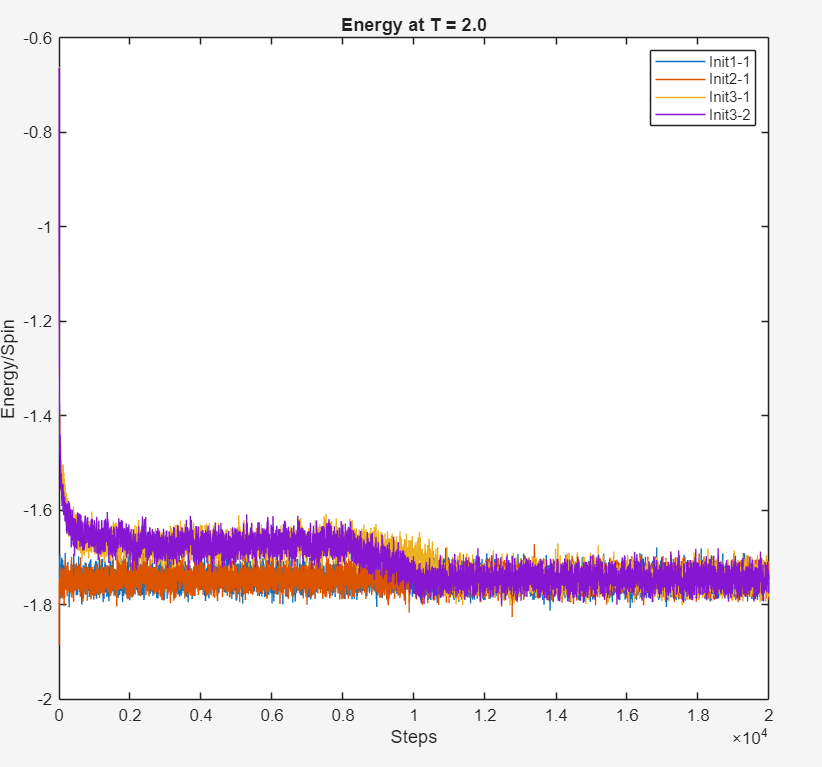 Energy at T = 2.0
-0.6
-0.8
-1
-1.2
-1.4
-1.6
-1.8
-2
Energy/Spin
Init1-1
Init2-1
Init3-1
Init3-2
0 0.2 0.4 0.6 0.8 1 1.2 1.4 1.6 1.8 2
Steps
×10⁴